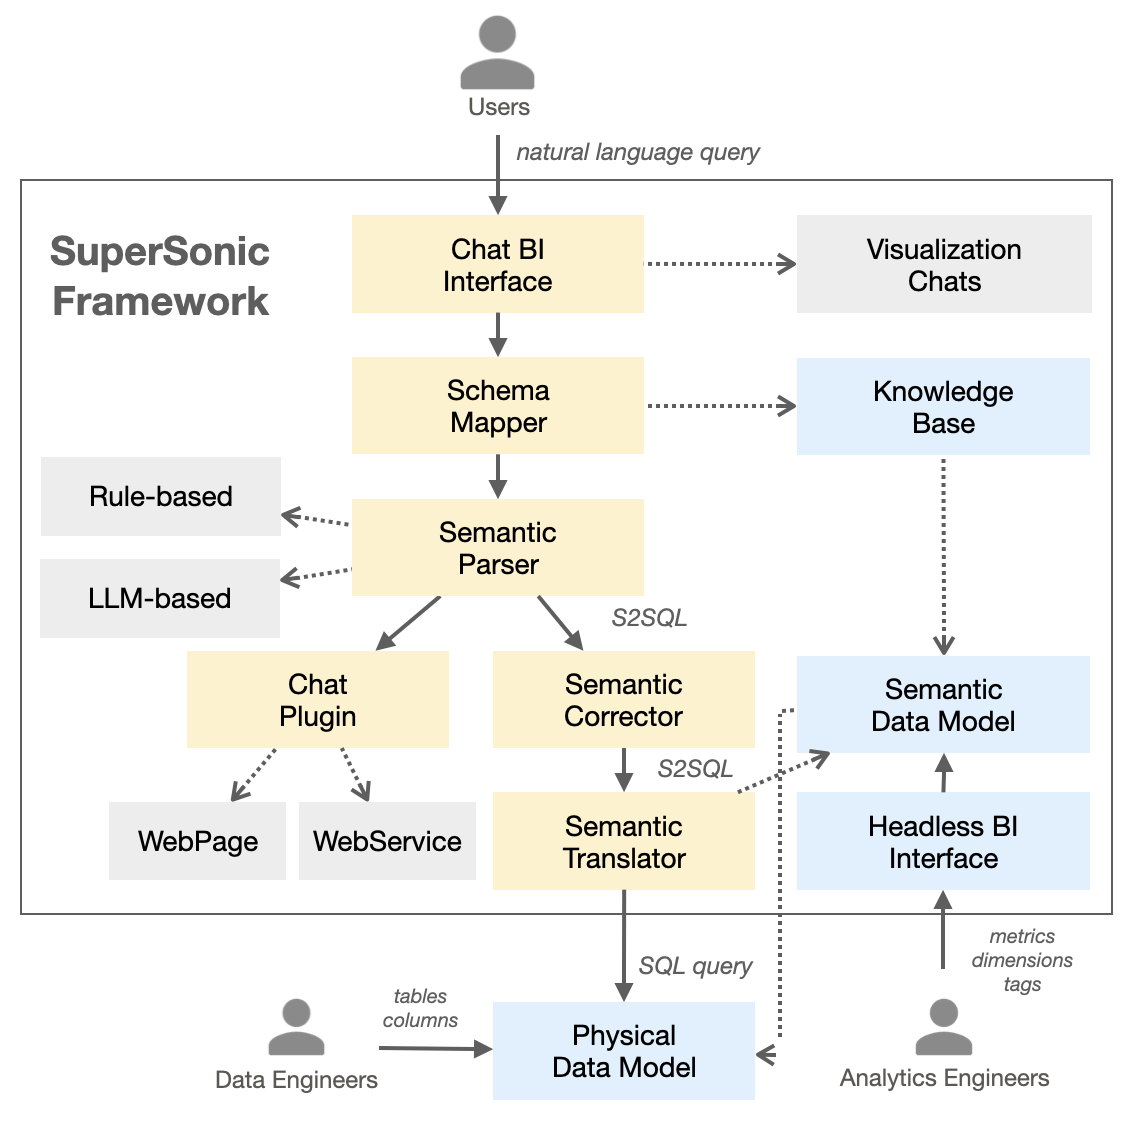 Users
natural language query
SuperSonic
Framework
Chat BI
Interface
Visualization
Chats
Schema
Mapper
Knowledge
Base
Rule-based
Semantic
Parser
LLM-based
S2SQL
Chat
Plugin
Semantic
Corrector
Semantic
Data Model
S2SQL
WebPage
WebService
Semantic
Translator
Headless BI
Interface
metrics
dimensions
tags
SQL query
tables
columns
Physical
Data Model
Data Engineers
Analytics Engineers